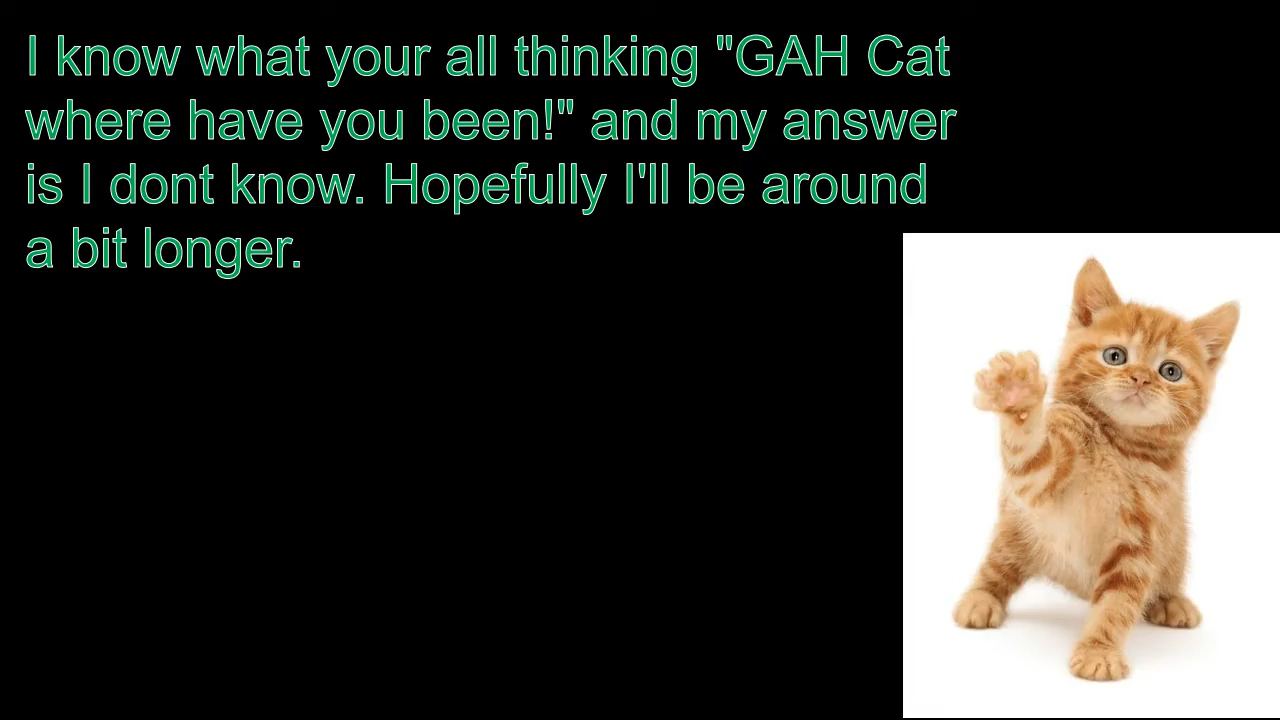 I know what your all thinking "GAH Cat
where have you been!" and my answer
is I dont know. Hopefully I'll be around
a bit longer.